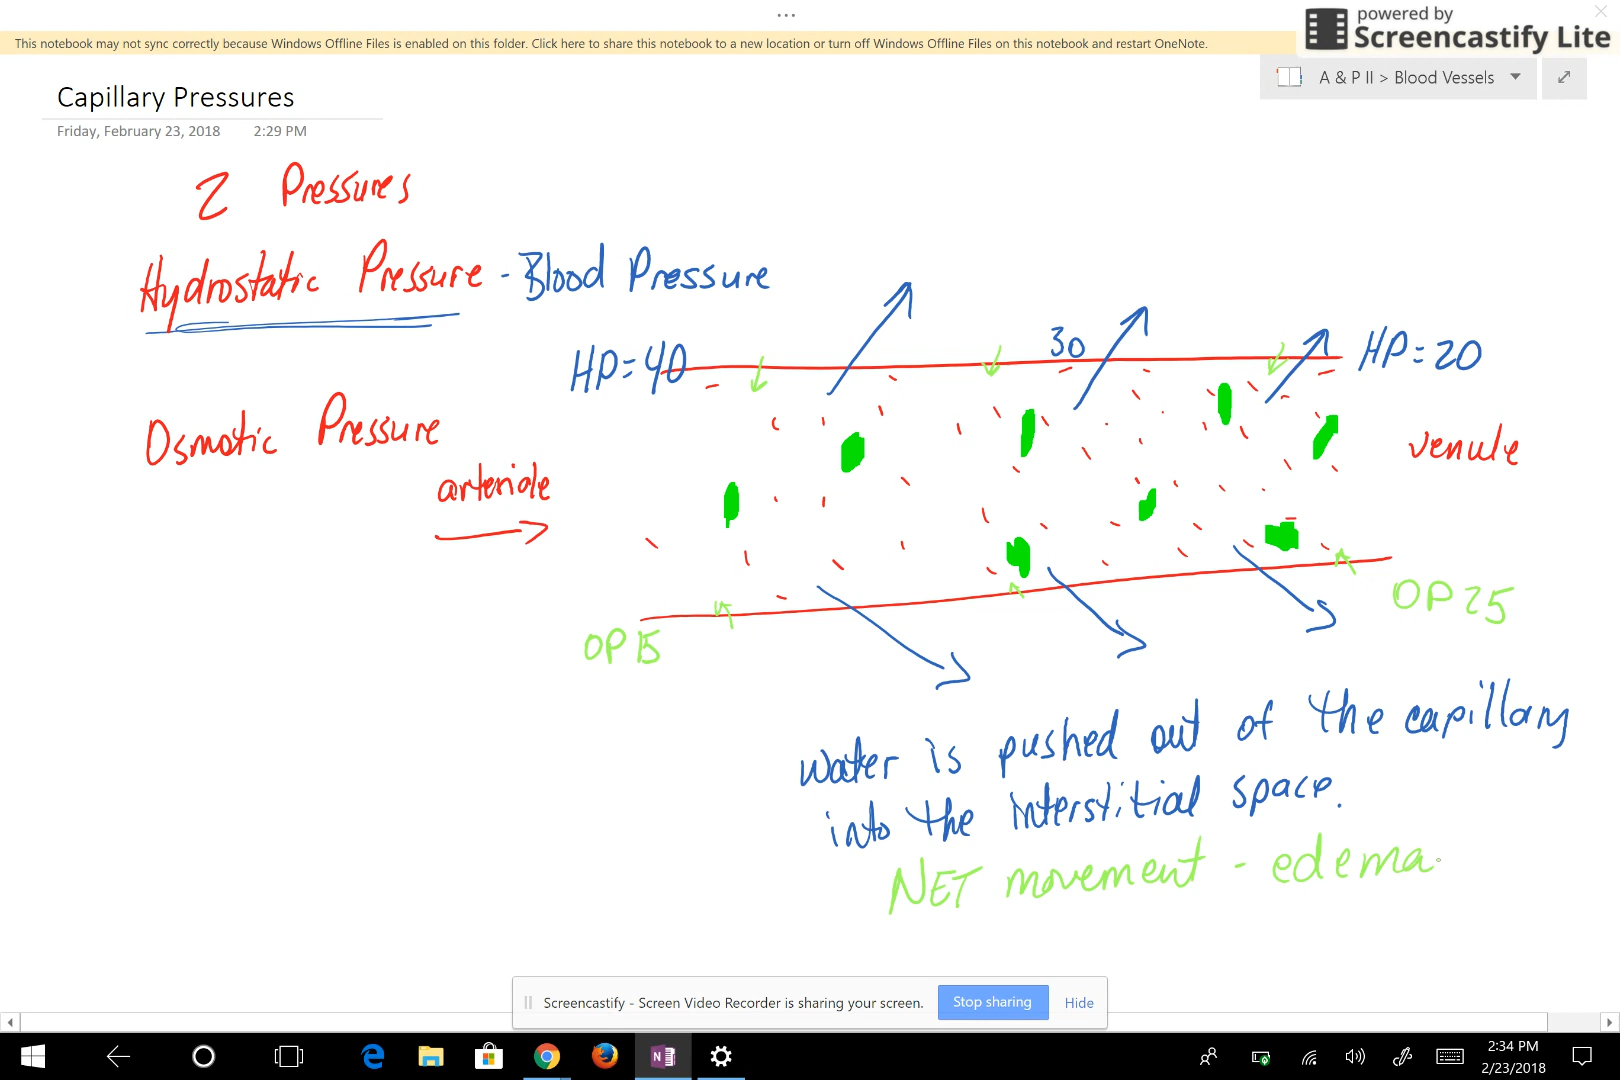 ...
powered by
Screencastify Lite
This notebook may not sync correctly because Windows Offline Files is enabled on this folder. Click here to share this notebook to a new location or turn off Windows Offline Files on this notebook and restart OneNote.
A & P II > Blood Vessels
Capillary Pressures
Friday, February 23, 2018 2:29 PM
2 Pressures
Hydrostatic Pressure - Blood Pressure
HP=40
30
HP=20
Osmotic Pressure
arteriole
venule
OP 15
OP 25
water is pushed out of the capillary
into the interstitial space.
NET movement - edema
Screencastify - Screen Video Recorder is sharing your screen.
Stop sharing
Hide
2:34 PM
2/23/2018